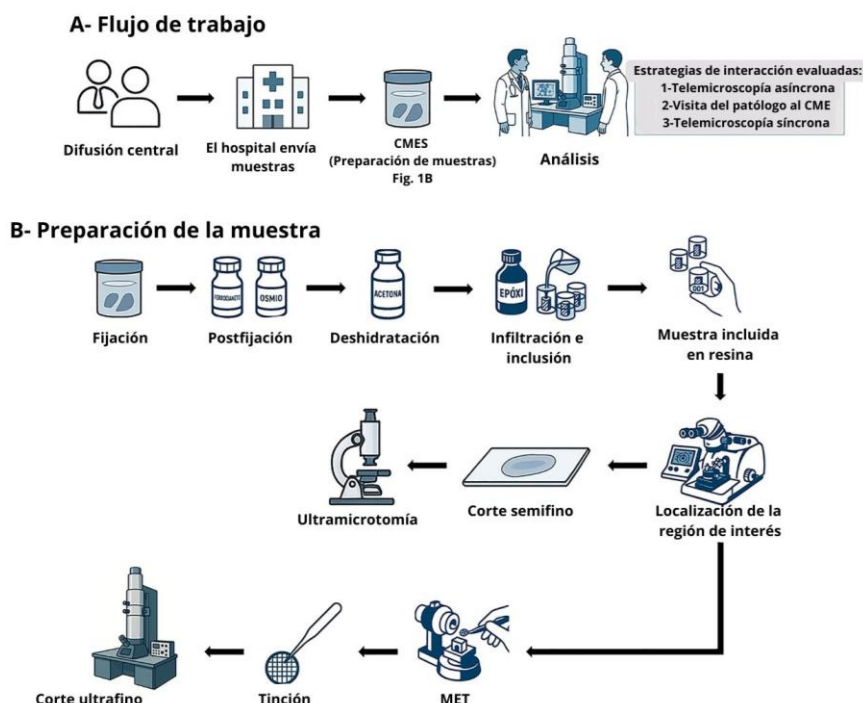 A- Flujo de trabajo
Difusión central
El hospital envía
muestras
CMES
(Preparación de muestras)
Fig. 1B
Análisis
Estrategias de interacción evaluadas:
1-Telemicroscopía asíncrona
2-Visita del patólogo al CME
3-Telemicroscopía síncrona
B- Preparación de la muestra
Fijación
OSMIO
Postfijación
ACETONA
Deshidratación
EPÓXI
Infiltración e
inclusión
001
Muestra incluida
en resina
Ultramicrotomía
Corte semifino
Localización de la
región de interés
Corte ultrafino
Tinción
MET